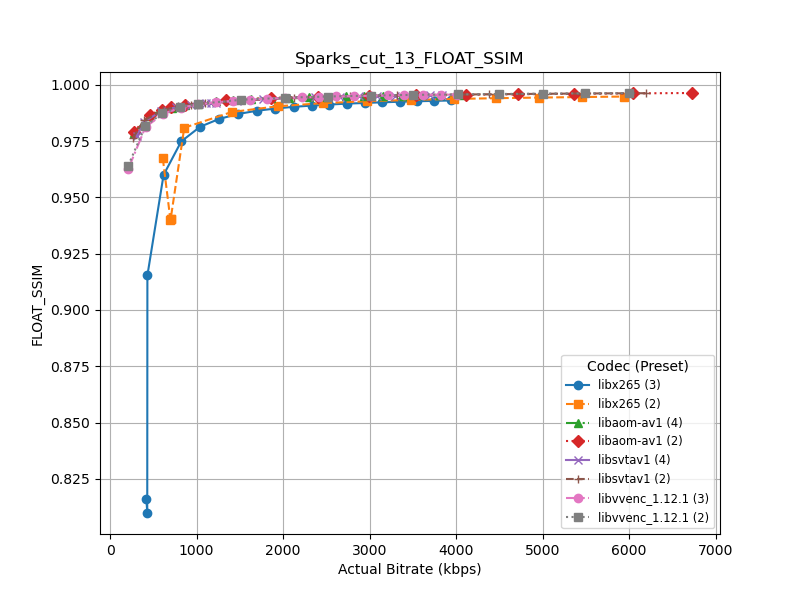 Sparks_cut_13_FLOAT_SSIM
1.000
0.975
0.950
0.925
0.900
0.875
0.850
0.825
FLOAT_SSIM
Codec (Preset)
libx265 (3)
libx265 (2)
libaom-av1 (4)
libaom-av1 (2)
libsvtav1 (4)
libsvtav1 (2)
libvvenc_1.12.1 (3)
libvvenc_1.12.1 (2)
0 1000 2000 3000 4000 5000 6000 7000
Actual Bitrate (kbps)